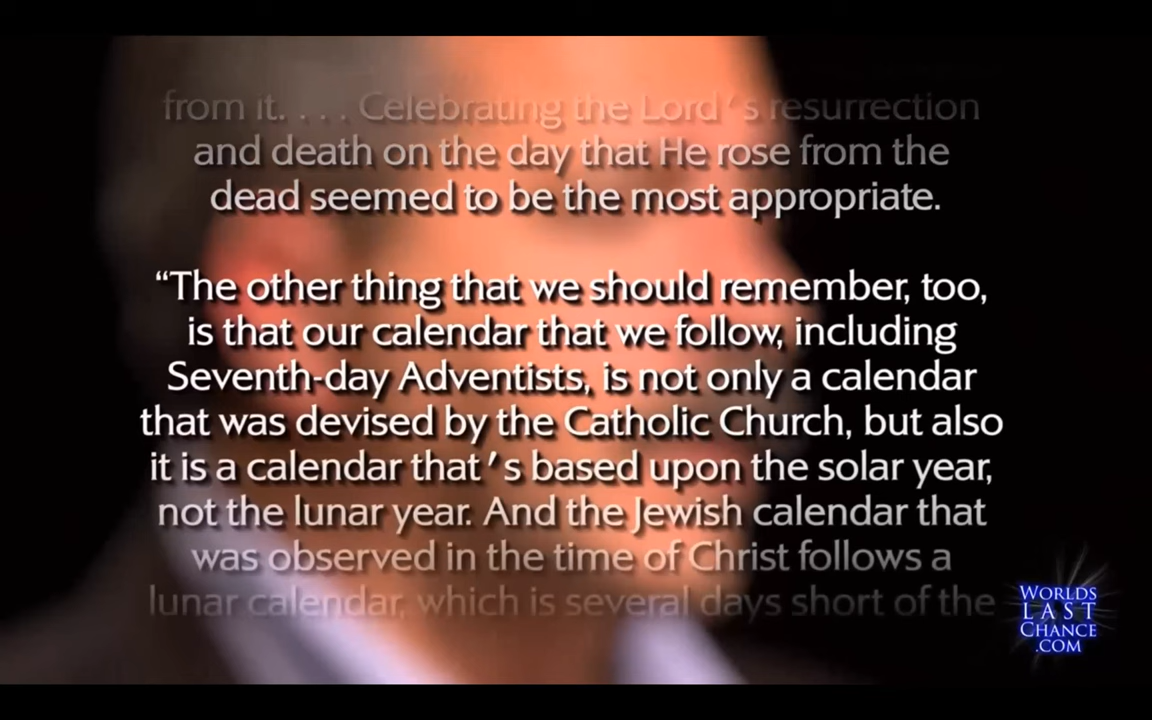 from it. . . . Celebrating the Lord's resurrection
and death on the day that He rose from the
dead seemed to be the most appropriate.
“The other thing that we should remember, too,
is that our calendar that we follow, including
Seventh-day Adventists, is not only a calendar
that was devised by the Catholic Church, but also
it is a calendar that's based upon the solar year,
not the lunar year. And the Jewish calendar that
was observed in the time of Christ follows a
lunar calendar, which is several days short of the
WORLDS
LAST
CHANCE
.COM